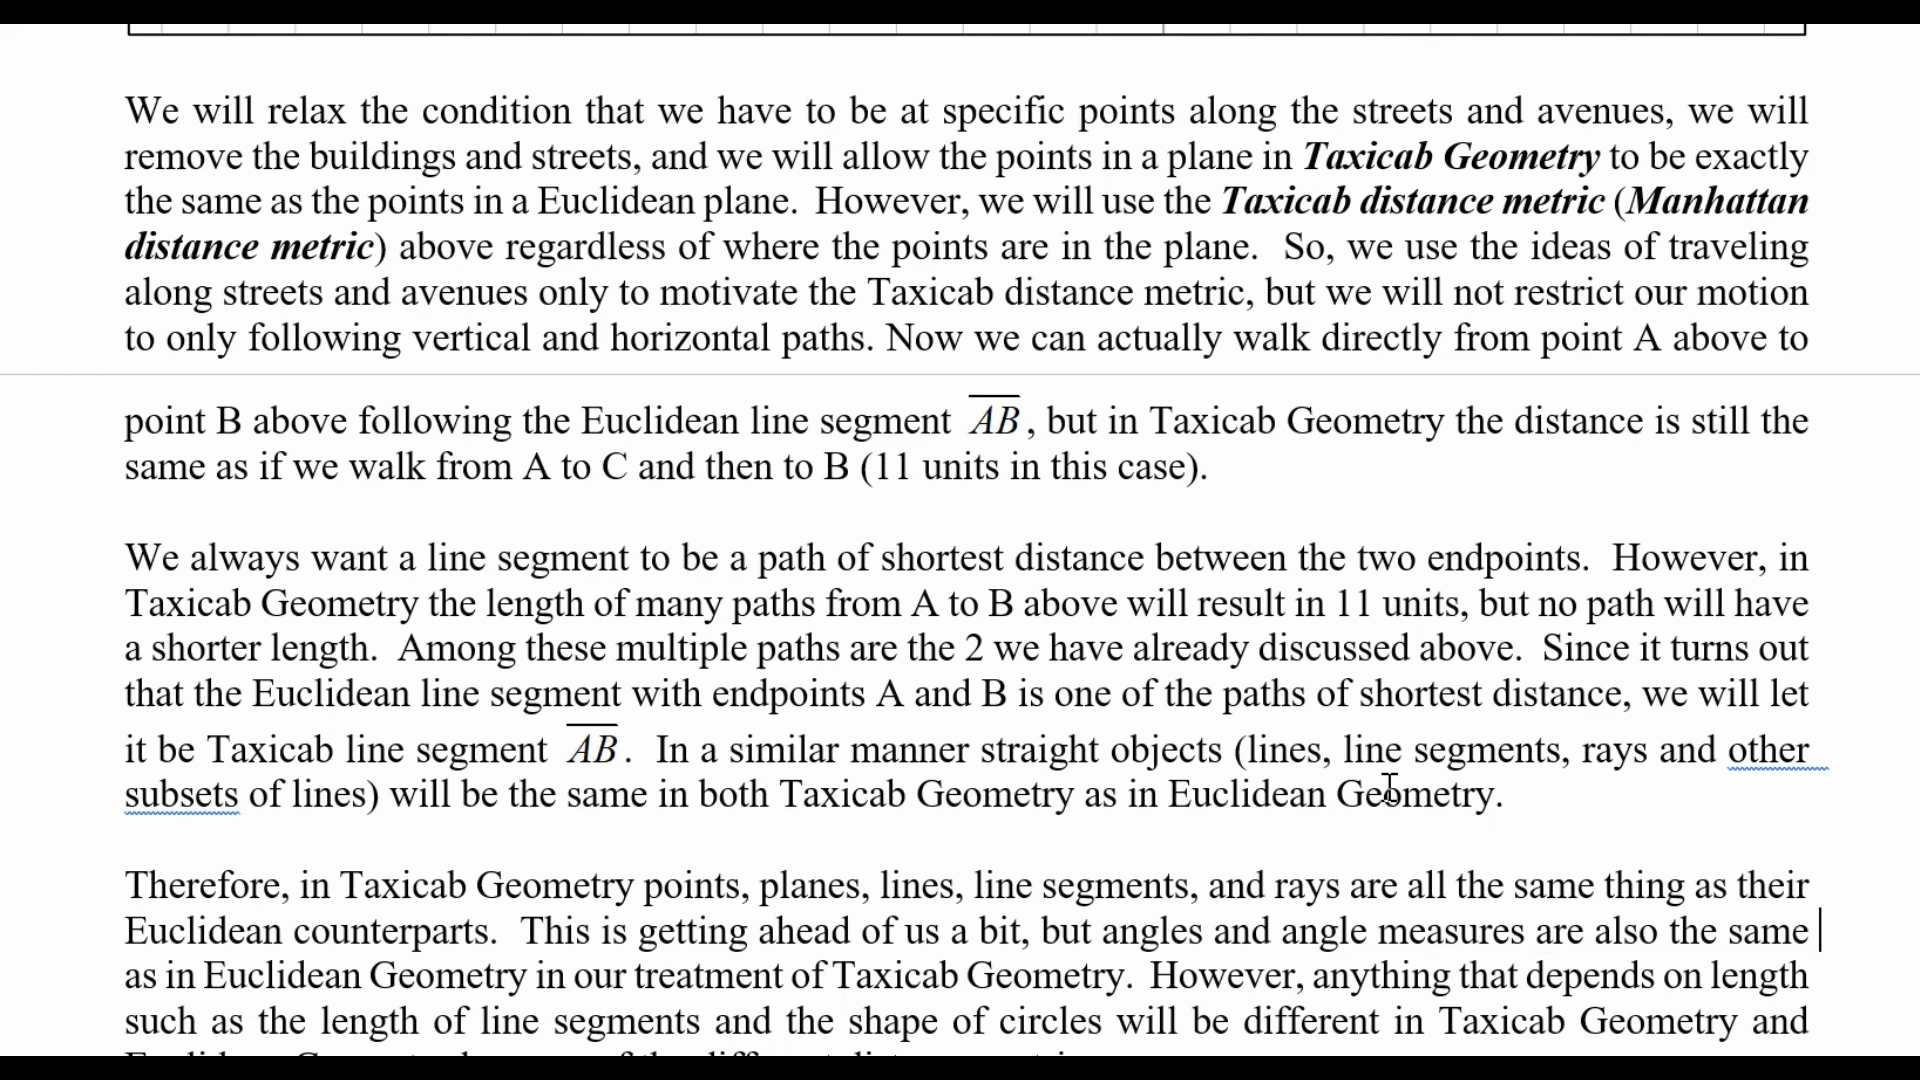 We will relax the condition that we have to be at specific points along the streets and avenues, we will
remove the buildings and streets, and we will allow the points in a plane in Taxicab Geometry to be exactly
the same as the points in a Euclidean plane. However, we will use the Taxicab distance metric (Manhattan
distance metric) above regardless of where the points are in the plane. So, we use the ideas of traveling
along streets and avenues only to motivate the Taxicab distance metric, but we will not restrict our motion
to only following vertical and horizontal paths. Now we can actually walk directly from point A above to
point B above following the Euclidean line segment A̅B̅, but in Taxicab Geometry the distance is still the
same as if we walk from A to C and then to B (11 units in this case).
We always want a line segment to be a path of shortest distance between the two endpoints. However, in
Taxicab Geometry the length of many paths from A to B above will result in 11 units, but no path will have
a shorter length. Among these multiple paths are the 2 we have already discussed above. Since it turns out
that the Euclidean line segment with endpoints A and B is one of the paths of shortest distance, we will let
it be Taxicab line segment A̅B̅. In a similar manner straight objects (lines, line segments, rays and other
subsets of lines) will be the same in both Taxicab Geometry as in Euclidean Geometry.
Therefore, in Taxicab Geometry points, planes, lines, line segments, and rays are all the same thing as their
Euclidean counterparts. This is getting ahead of us a bit, but angles and angle measures are also the same
as in Euclidean Geometry in our treatment of Taxicab Geometry. However, anything that depends on length
such as the length of line segments and the shape of circles will be different in Taxicab Geometry and